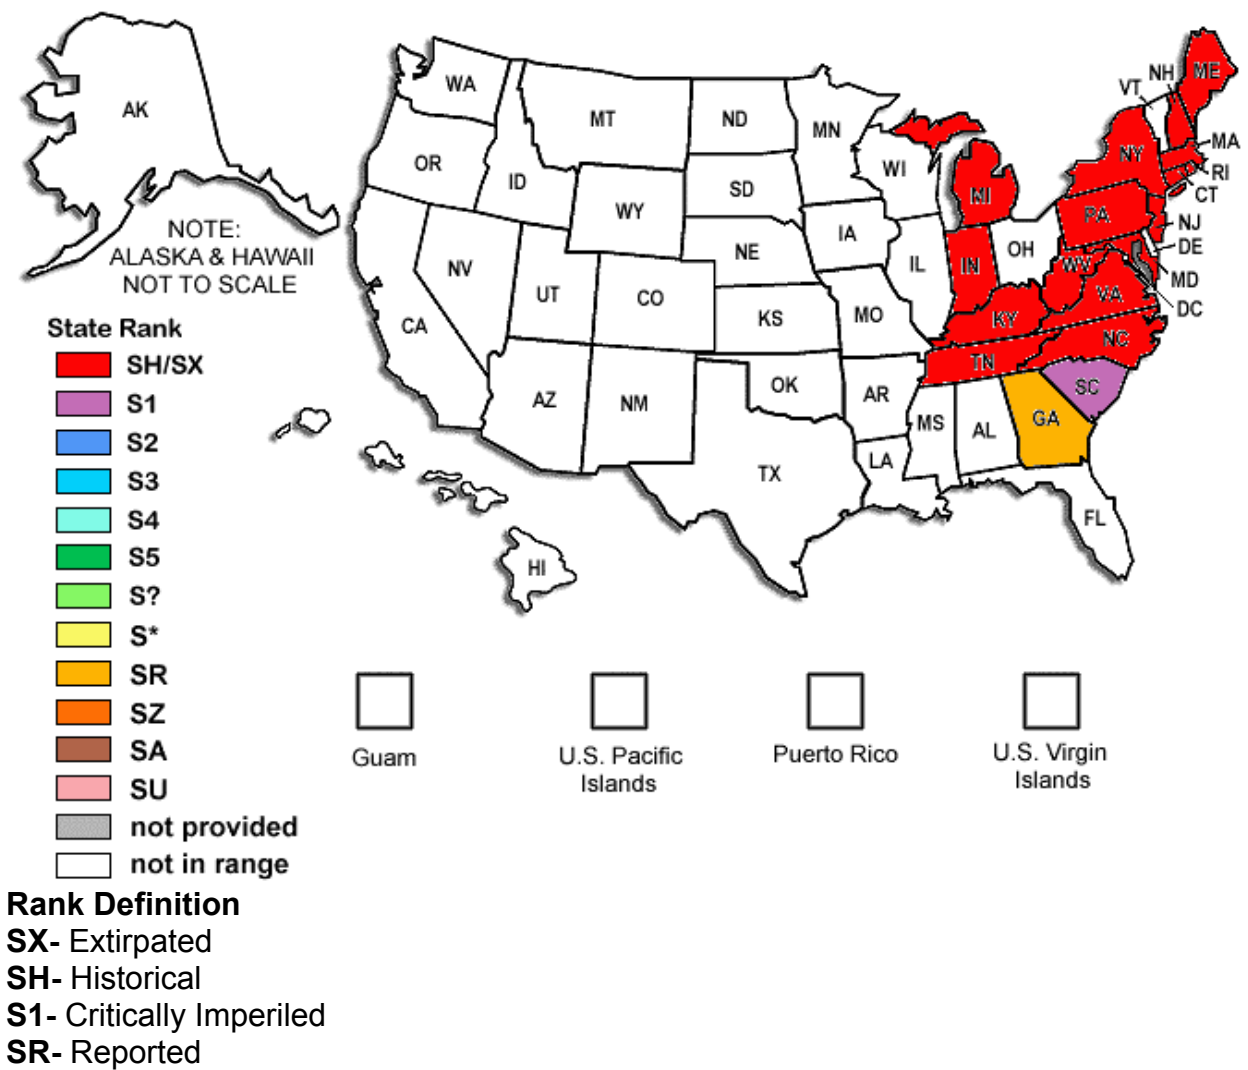 AK
NOTE:
ALASKA & HAWAII
NOT TO SCALE
WA
OR
ID
MT
WY
NV
UT
CO
CA
AZ
NM
ND
SD
NE
KS
OK
TX
MN
IA
MO
AR
LA
WI
IL
MS
AL
MI
IN
OH
KY
TN
GA
FL
SC
NC
VA
WV
PA
NY
VT
NH
ME
MA
RI
CT
NJ
DE
MD
DC
HI
State Rank
SH/SX
S1
S2
S3
S4
S5
S?
S*
SR
SZ
SA
SU
not provided
not in range
Guam
U.S. Pacific
Islands
Puerto Rico
U.S. Virgin
Islands
Rank Definition
SX- Extirpated
SH- Historical
S1- Critically Imperiled
SR- Reported